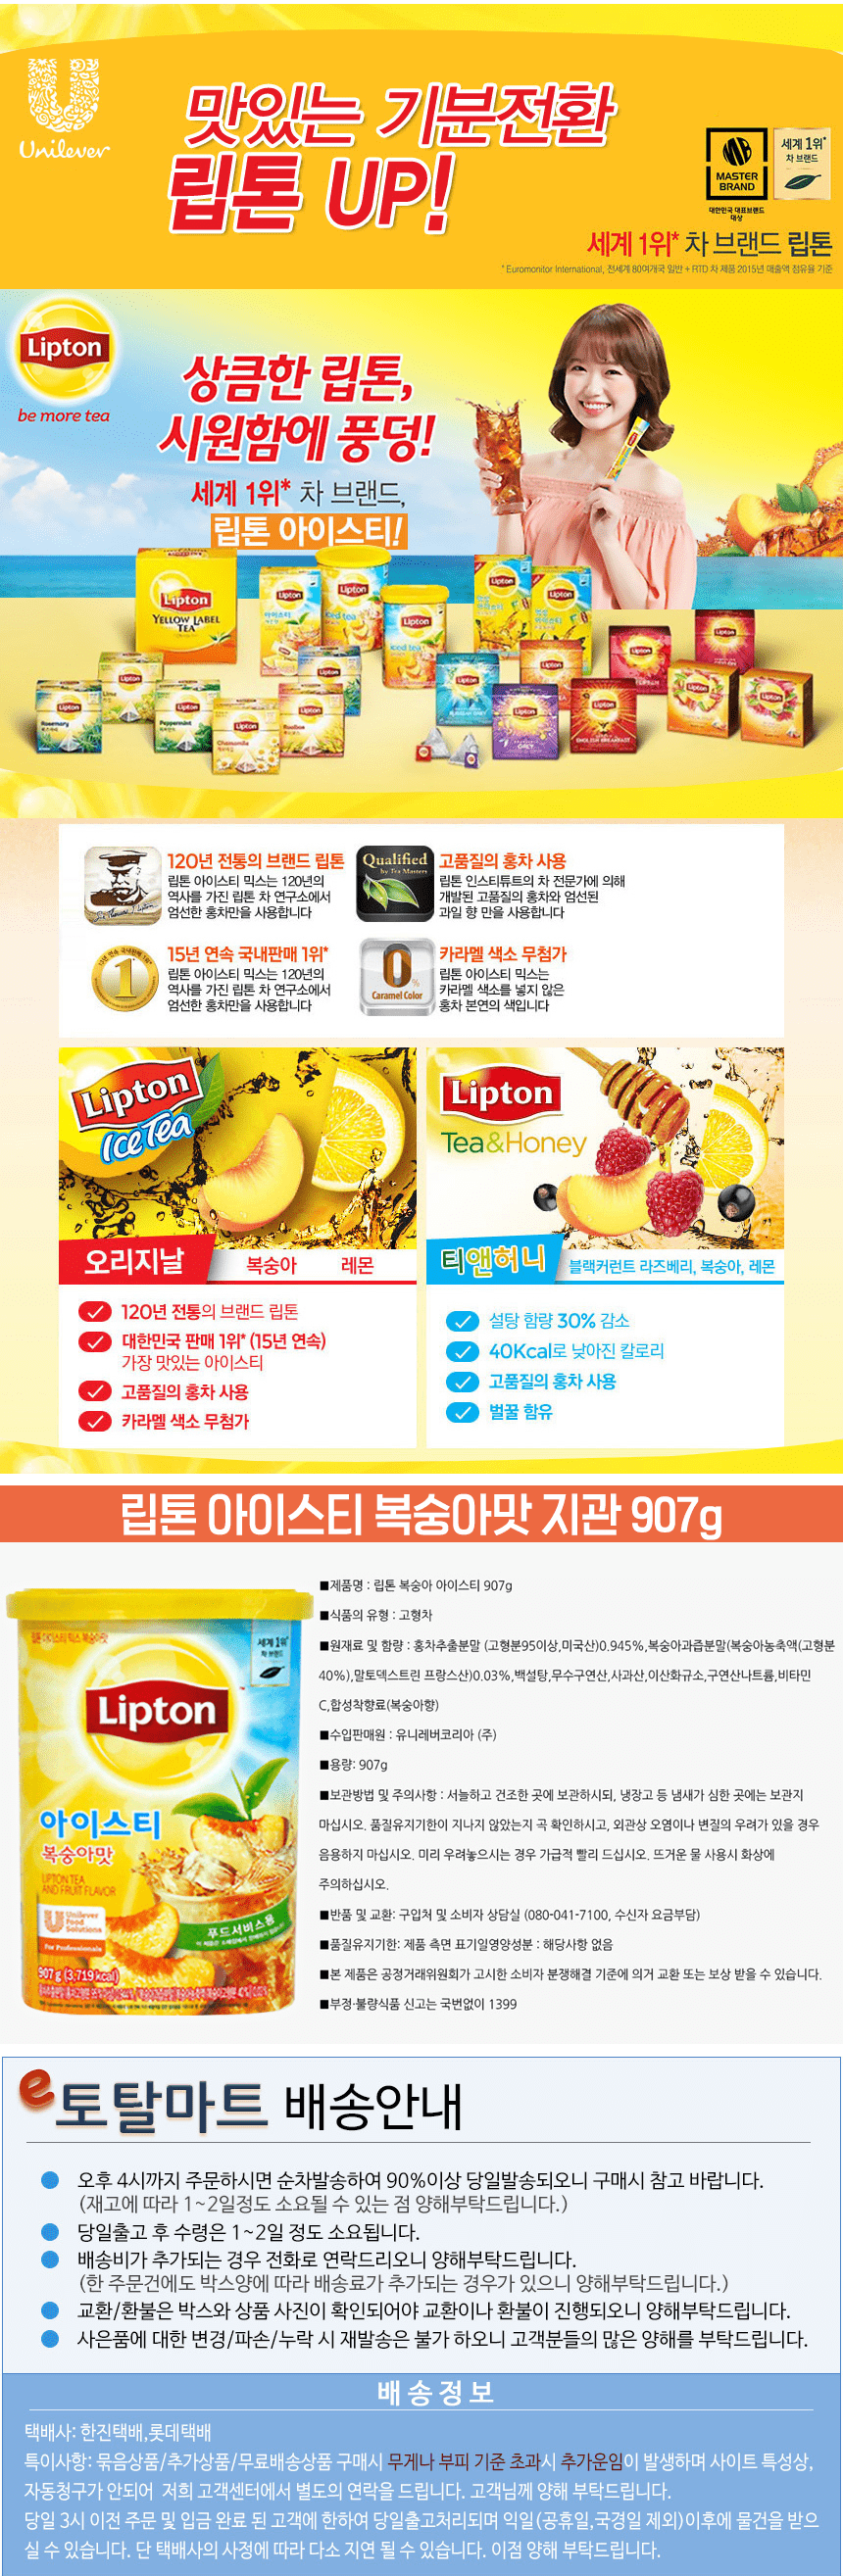 Unilever
맛있는 기분전환
립톤 UP!
MASTER
BRAND
대한민국 대표브랜드
대상
세계 1위*
차 브랜드
세계 1위* 차 브랜드 립톤
* Euromonitor International, 전세계 80여개국 일반 + RTD 차 제품 2015년 매출액 점유율 기준
Lipton
be more tea
상큼한 립톤,
시원함에 풍덩!
세계 1위* 차 브랜드,
립톤 아이스티!
Lipton
YELLOW LABEL
TEA
120년 전통의 브랜드 립톤
립톤 아이스티 믹스는 120년의
역사를 가진 립톤 차 연구소에서
엄선한 홍차만을 사용합니다
Qualified
by Tea Masters
고품질의 홍차 사용
립톤 인스티튜트의 차 전문가에 의해
개발된 고품질의 홍차와 엄선된
과일 향 만을 사용합니다
1
15년 연속 국내판매 1위*
립톤 아이스티 믹스는 120년의
역사를 가진 립톤 차 연구소에서
엄선한 홍차만을 사용합니다
0%
Caramel Color
카라멜 색소 무첨가
립톤 아이스티 믹스는
카라멜 색소를 넣지 않은
홍차 본연의 색입니다
Lipton
Ice Tea
오리지날 복숭아 레몬
120년 전통의 브랜드 립톤
대한민국 판매 1위* (15년 연속)
가장 맛있는 아이스티
고품질의 홍차 사용
카라멜 색소 무첨가
Lipton
Tea&Honey
티앤허니 블랙커런트 라즈베리, 복숭아, 레몬
설탕 함량 30% 감소
40Kcal로 낮아진 칼로리
고품질의 홍차 사용
벌꿀 함유
립톤 아이스티 복숭아맛 지관 907g
립톤 아이스티 믹스 복숭아맛
세계 1위*
차 브랜드
Lipton
아이스티
복숭아맛
LIPTON TEA
AND FRUIT FLAVOR
Unilever
Food
Solutions
For Professionals
푸드서비스용
907 g (3,719 kcal)
■제품명 : 립톤 복숭아 아이스티 907g
■식품의 유형 : 고형차
■원재료 및 함량 : 홍차추출분말 (고형분95이상,미국산)0.945%,복숭아과즙분말(복숭아농축액(고형분
40%),말토덱스트린 프랑스산)0.03%,백설탕,무수구연산,사과산,이산화규소,구연산나트륨,비타민
C,합성착향료(복숭아향)
■수입판매원 : 유니레버코리아 (주)
■용량: 907g
■보관방법 및 주의사항 : 서늘하고 건조한 곳에 보관하시되, 냉장고 등 냄새가 심한 곳에는 보관지
마십시오. 품질유지기한이 지나지 않았는지 곡 확인하시고, 외관상 오염이나 변질의 우려가 있을 경우
음용하지 마십시오. 미리 우려놓으시는 경우 가급적 빨리 드십시오. 뜨거운 물 사용시 화상에
주의하십시오.
■반품 및 교환: 구입처 및 소비자 상담실 (080-041-7100, 수신자 요금부담)
■품질유지기한: 제품 측면 표기일영양성분 : 해당사항 없음
■본 제품은 공정거래위원회가 고시한 소비자 분쟁해결 기준에 의거 교환 또는 보상 받을 수 있습니다.
■부정·불량식품 신고는 국번없이 1399
e토탈마트 배송안내
오후 4시까지 주문하시면 순차발송하여 90%이상 당일발송되오니 구매시 참고 바랍니다.
(재고에 따라 1~2일정도 소요될 수 있는 점 양해부탁드립니다.)
당일출고 후 수령은 1~2일 정도 소요됩니다.
배송비가 추가되는 경우 전화로 연락드리오니 양해부탁드립니다.
(한 주문건에도 박스양에 따라 배송료가 추가되는 경우가 있으니 양해부탁드립니다.)
교환/환불은 박스와 상품 사진이 확인되어야 교환이나 환불이 진행되오니 양해부탁드립니다.
사은품에 대한 변경/파손/누락 시 재발송은 불가 하오니 고객분들의 많은 양해를 부탁드립니다.
배송정보
택배사: 한진택배,롯데택배
특이사항: 묶음상품/추가상품/무료배송상품 구매시 무게나 부피 기준 초과시 추가운임이 발생하며 사이트 특성상,
자동청구가 안되어 저희 고객센터에서 별도의 연락을 드립니다. 고객님께 양해 부탁드립니다.
당일 3시 이전 주문 및 입금 완료 된 고객에 한하여 당일출고처리되며 익일(공휴일,국경일 제외)이후에 물건을 받으
실 수 있습니다. 단 택배사의 사정에 따라 다소 지연 될 수 있습니다. 이점 양해 부탁드립니다.